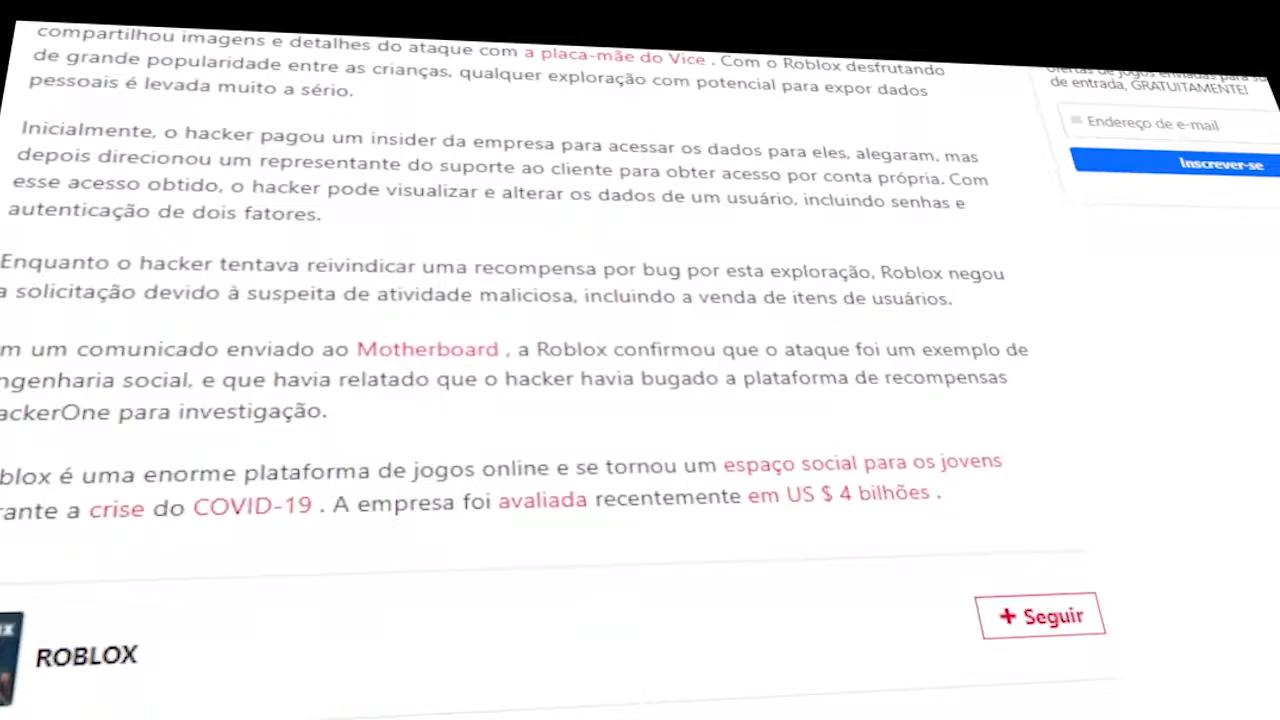 compartilhou imagens e detalhes do ataque com a placa-mãe do Vice . Com o Roblox desfrutando
de grande popularidade entre as crianças, qualquer exploração com potencial para expor dados
pessoais é levada muito a sério.
Inicialmente, o hacker pagou um insider da empresa para acessar os dados para eles, alegaram, mas
depois direcionou um representante do suporte ao cliente para obter acesso por conta própria. Com
esse acesso obtido, o hacker pode visualizar e alterar os dados de um usuário, incluindo senhas e
autenticação de dois fatores.
Enquanto o hacker tentava reivindicar uma recompensa por bug por esta exploração, Roblox negou
a solicitação devido à suspeita de atividade maliciosa, incluindo a venda de itens de usuários.
m um comunicado enviado ao Motherboard , a Roblox confirmou que o ataque foi um exemplo de
ngenharia social, e que havia relatado que o hacker havia bugado a plataforma de recompensas
ackerOne para investigação.
blox é uma enorme plataforma de jogos online e se tornou um espaço social para os jovens
rante a crise do COVID-19 . A empresa foi avaliada recentemente em US $ 4 bilhões .
ROBLOX
+ Seguir
ofertas de jogos enviadas para su
de entrada, GRATUITAMENTE!
Endereço de e-mail
Inscrever-se